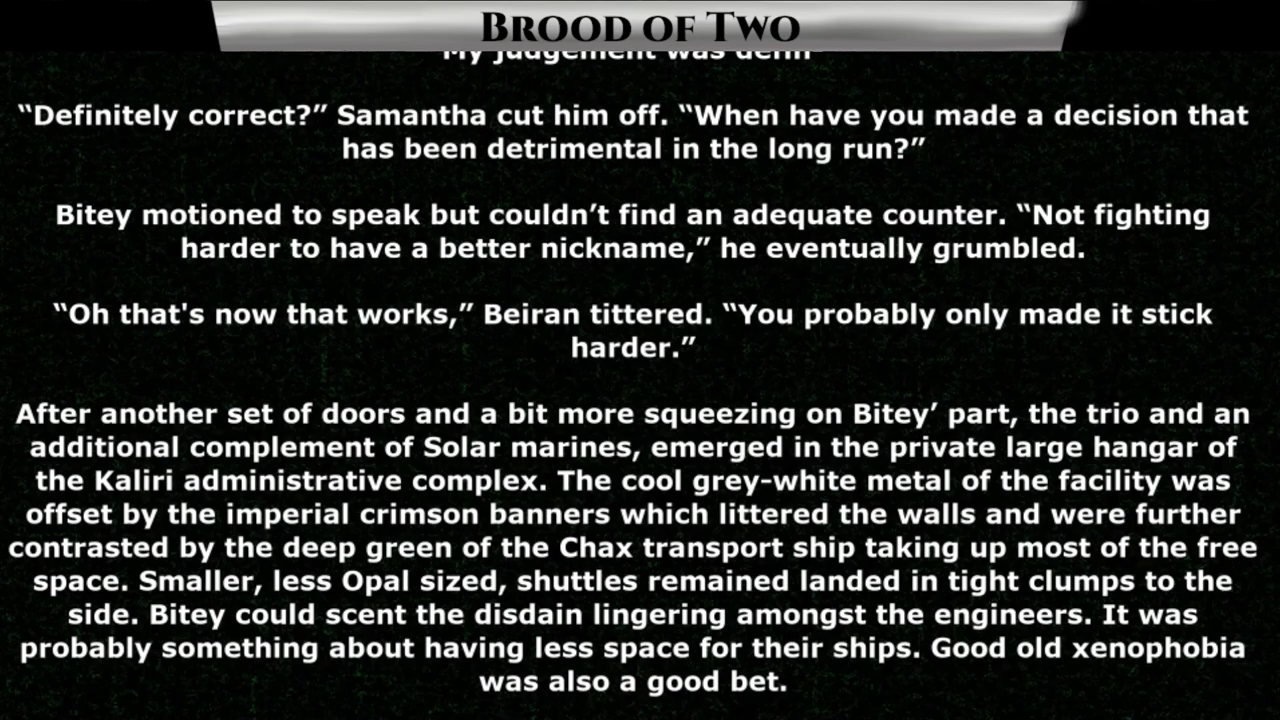 Brood of Two
My judgement was defin
“Definitely correct?” Samantha cut him off. “When have you made a decision that
has been detrimental in the long run?”
Bitey motioned to speak but couldn’t find an adequate counter. “Not fighting
harder to have a better nickname,” he eventually grumbled.
“Oh that's now that works,” Beiran tittered. “You probably only made it stick
harder.”
After another set of doors and a bit more squeezing on Bitey’ part, the trio and an
additional complement of Solar marines, emerged in the private large hangar of
the Kaliri administrative complex. The cool grey-white metal of the facility was
offset by the imperial crimson banners which littered the walls and were further
contrasted by the deep green of the Chax transport ship taking up most of the free
space. Smaller, less Opal sized, shuttles remained landed in tight clumps to the
side. Bitey could scent the disdain lingering amongst the engineers. It was
probably something about having less space for their ships. Good old xenophobia
was also a good bet.